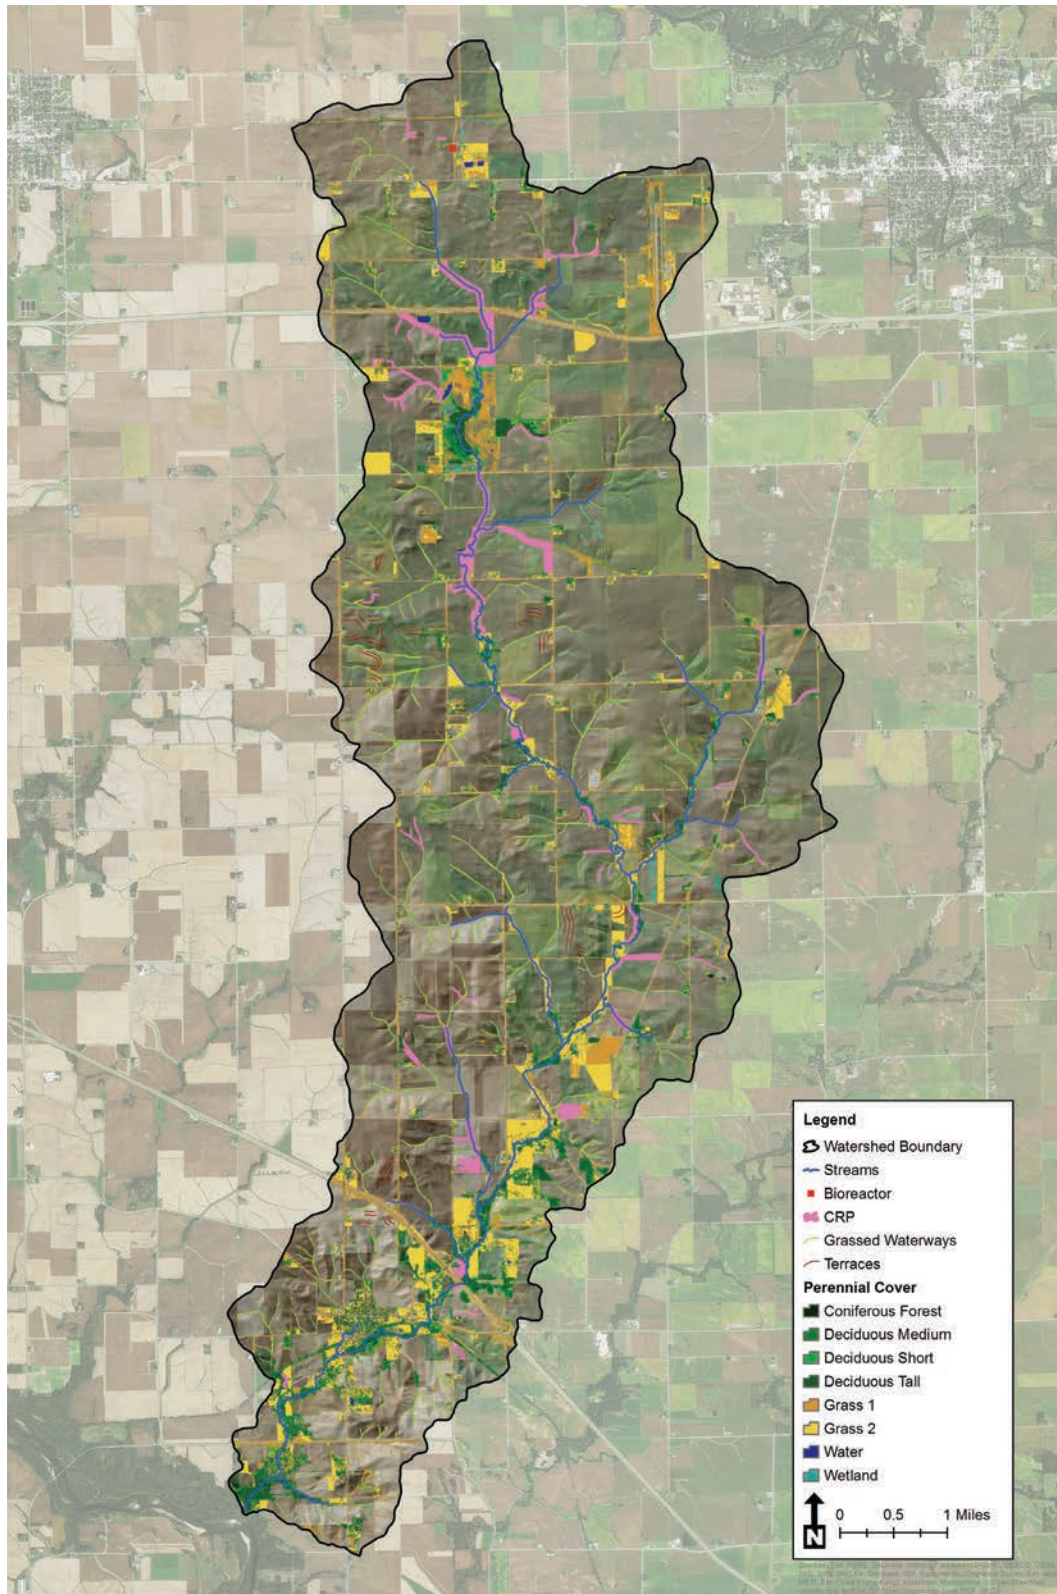 Legend
Watershed Boundary
Streams
Bioreactor
CRP
Grassed Waterways
Terraces
Perennial Cover
Coniferous Forest
Deciduous Medium
Deciduous Short
Deciduous Tall
Grass 1
Grass 2
Water
Wetland
N
0 0.5 1 Miles